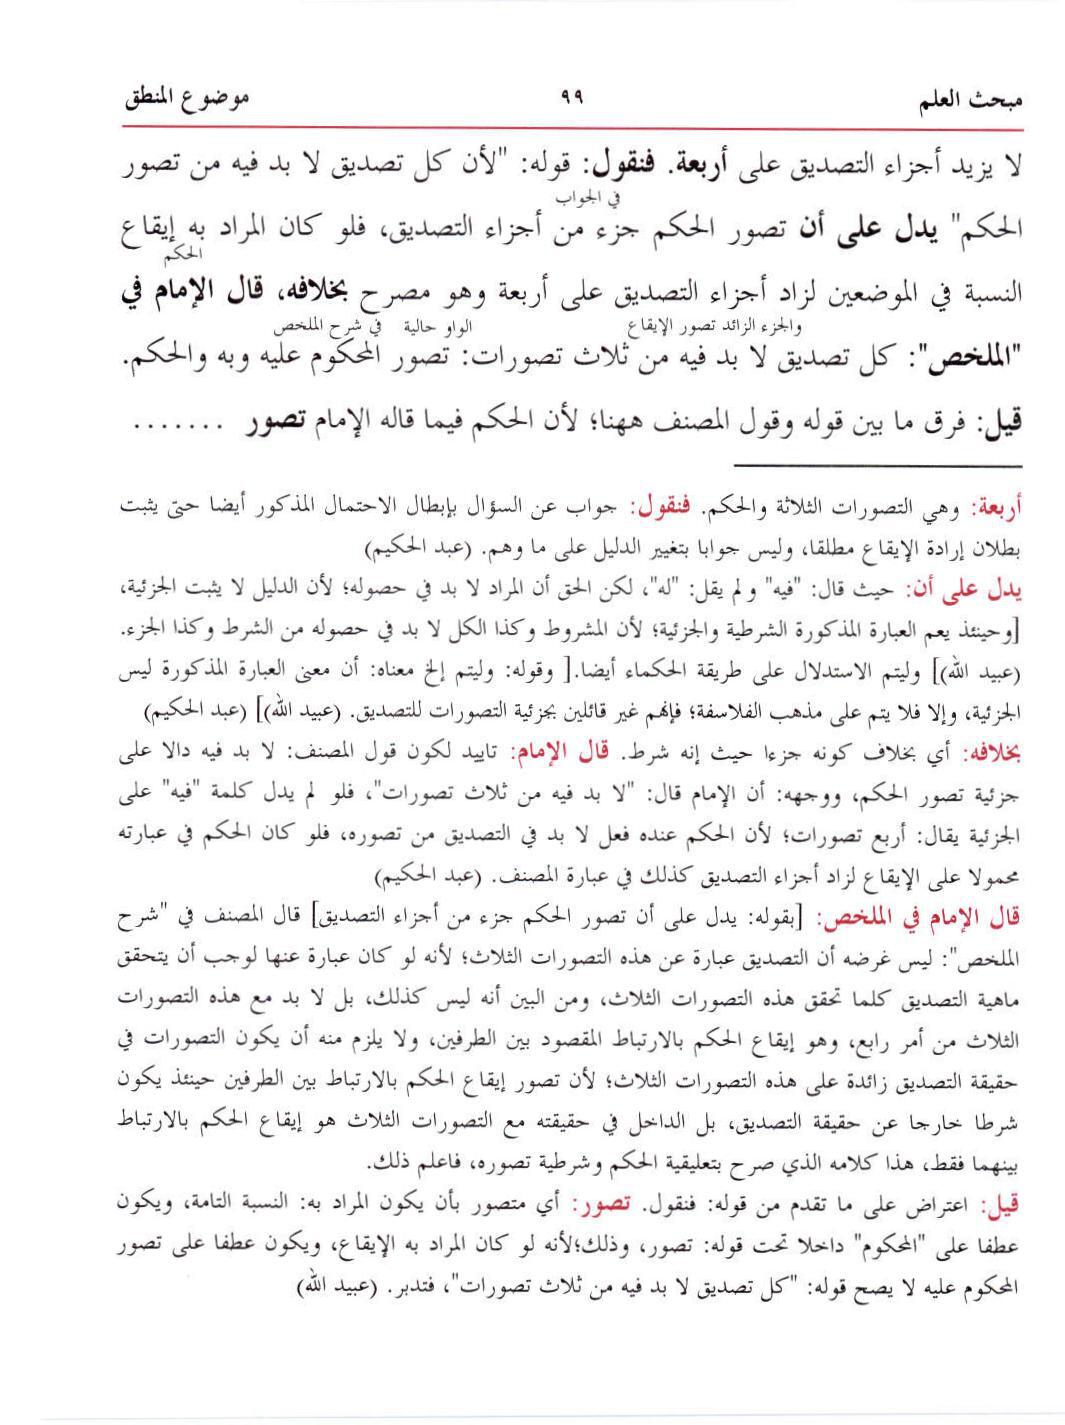 مبحث العلم ٩٩ موضوع المنطق
لا يزيد أجزاء التصديق على أربعة. فنقول: قوله: "لأن كل تصديق لا بد فيه من تصور
في الجواب
الحكم" يدل على أن تصور الحكم جزء من أجزاء التصديق، فلو كان المراد به إيقاع
الحكم
النسبة في الموضعين لزاد أجزاء التصديق على أربعة وهو مصرح بخلافه، قال الإمام في
والجزء الزائد تصور الإيقاع الواو حالية في شرح الملخص
"الملخص": كل تصديق لا بد فيه من ثلاث تصورات: تصور المحكوم عليه وبه والحكم.
قيل: فرق ما بين قوله وقول المصنف ههنا؛ لأن الحكم فيما قاله الإمام تصور .......
أربعة: وهي التصورات الثلاثة والحكم. فنقول: جواب عن السؤال بإبطال الاحتمال المذكور أيضا حتى يثبت
بطلان إرادة الإيقاع مطلقا، وليس جوابا بتغيير الدليل على ما وهم. (عبد الحكيم)
يدل على أن: حيث قال: "فيه" ولم يقل: "له"، لكن الحق أن المراد لا بد في حصوله؛ لأن الدليل لا يثبت الجزئية،
[وحينئذ يعم العبارة المذكورة الشرطية والجزئية؛ لأن المشروط وكذا الكل لا بد في حصوله من الشرط وكذا الجزء.
(عبيد الله)] وليتم الاستدلال على طريقة الحكماء أيضا.[ وقوله: وليتم إلخ معناه: أن معنى العبارة المذكورة ليس
الجزئية، وإلا فلا يتم على مذهب الفلاسفة؛ فإنهم غير قائلين بجزئية التصورات للتصديق. (عبيد الله)] (عبد الحكيم)
بخلافه: أي بخلاف كونه جزءا حيث إنه شرط. قال الإمام: تاييد لكون قول المصنف: لا بد فيه دالا على
جزئية تصور الحكم، ووجهه: أن الإمام قال: "لا بد فيه من ثلاث تصورات"، فلو لم يدل كلمة "فيه" على
الجزئية يقال: أربع تصورات؛ لأن الحكم عنده فعل لا بد في التصديق من تصوره، فلو كان الحكم في عبارته
محمولا على الإيقاع لزاد أجزاء التصديق كذلك في عبارة المصنف. (عبد الحكيم)
قال الإمام في الملخص: [بقوله: يدل على أن تصور الحكم جزء من أجزاء التصديق] قال المصنف في "شرح
الملخص": ليس غرضه أن التصديق عبارة عن هذه التصورات الثلاث؛ لأنه لو كان عبارة عنها لوجب أن يتحقق
ماهية التصديق كلما تحقق هذه التصورات الثلاث، ومن البين أنه ليس كذلك، بل لا بد مع هذه التصورات
الثلاث من أمر رابع، وهو إيقاع الحكم بالارتباط المقصود بين الطرفين، ولا يلزم منه أن يكون التصورات في
حقيقة التصديق زائدة على هذه التصورات الثلاث؛ لأن تصور إيقاع الحكم بالارتباط بين الطرفين حينئذ يكون
شرطا خارجا عن حقيقة التصديق، بل الداخل في حقيقته مع التصورات الثلاث هو إيقاع الحكم بالارتباط
بينهما فقط، هذا كلامه الذي صرح بتعليقية الحكم وشرطية تصوره، فاعلم ذلك.
قيل: اعتراض على ما تقدم من قوله: فنقول. تصور: أي متصور بأن يكون المراد به: النسبة التامة، ويكون
عطفا على "المحكوم" داخلا تحت قوله: تصور، وذلك؛لأنه لو كان المراد به الإيقاع، ويكون عطفا على تصور
المحكوم عليه لا يصح قوله: "كل تصديق لا بد فيه من ثلاث تصورات"، فتدبر. (عبيد الله)